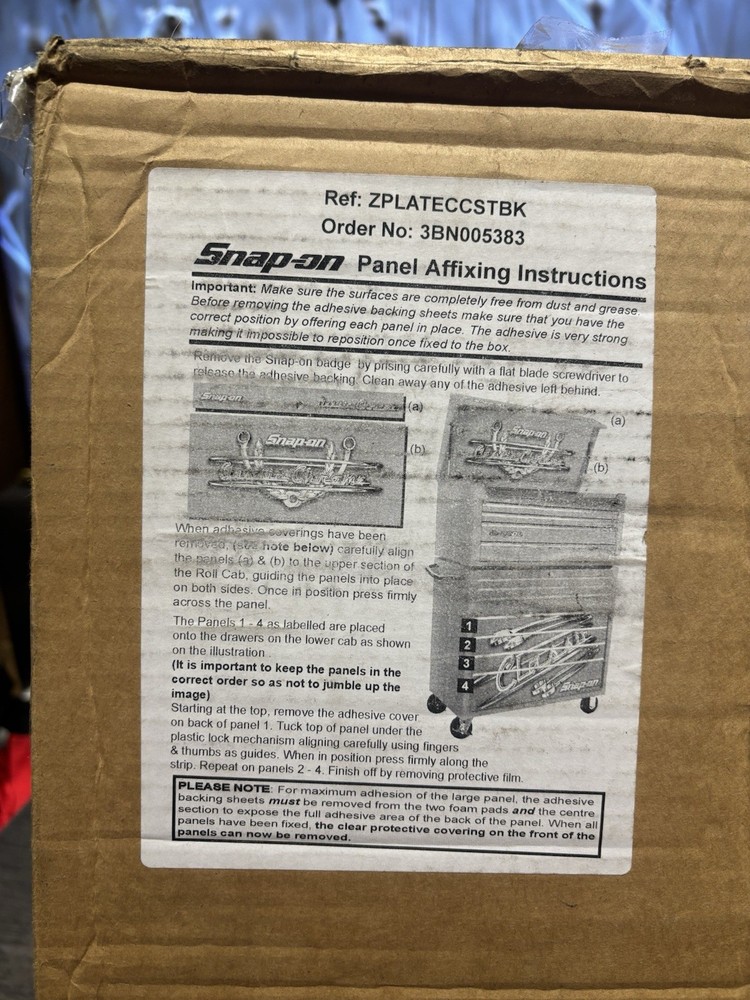 Ref: ZPLATECCSTBK
Order No: 3BN005383
Snap-on Panel Affixing Instructions
Important: Make sure the surfaces are completely free from dust and grease.
Before removing the adhesive backing sheets make sure that you have the
correct position by offering each panel in place. The adhesive is very strong
making it impossible to reposition once fixed to the box.
Remove the Snap-on badge by prising carefully with a flat blade screwdriver to
release the adhesive backing. Clean away any of the adhesive left behind.
Snap-on
(a)
Snap-on
(b)
Snap-on
(a)
(b)
When adhesive coverings have been
removed, (see note below) carefully align
the panels (a) & (b) to the upper section of
the Roll Cab, guiding the panels into place
on both sides. Once in position press firmly
across the panel.
The Panels 1 - 4 as labelled are placed
onto the drawers on the lower cab as shown
on the illustration
(It is important to keep the panels in the
correct order so as not to jumble up the
image)
1
2
3
4
Snap-on
Starting at the top, remove the adhesive cover
on back of panel 1. Tuck top of panel under the
plastic lock mechanism aligning carefully using fingers
& thumbs as guides. When in position press firmly along the
strip. Repeat on panels 2 - 4. Finish off by removing protective film.
PLEASE NOTE: For maximum adhesion of the large panel, the adhesive
backing sheets must be removed from the two foam pads and the centre
section to expose the full adhesive area of the back of the panel. When all
panels have been fixed, the clear protective covering on the front of the
panels can now be removed.